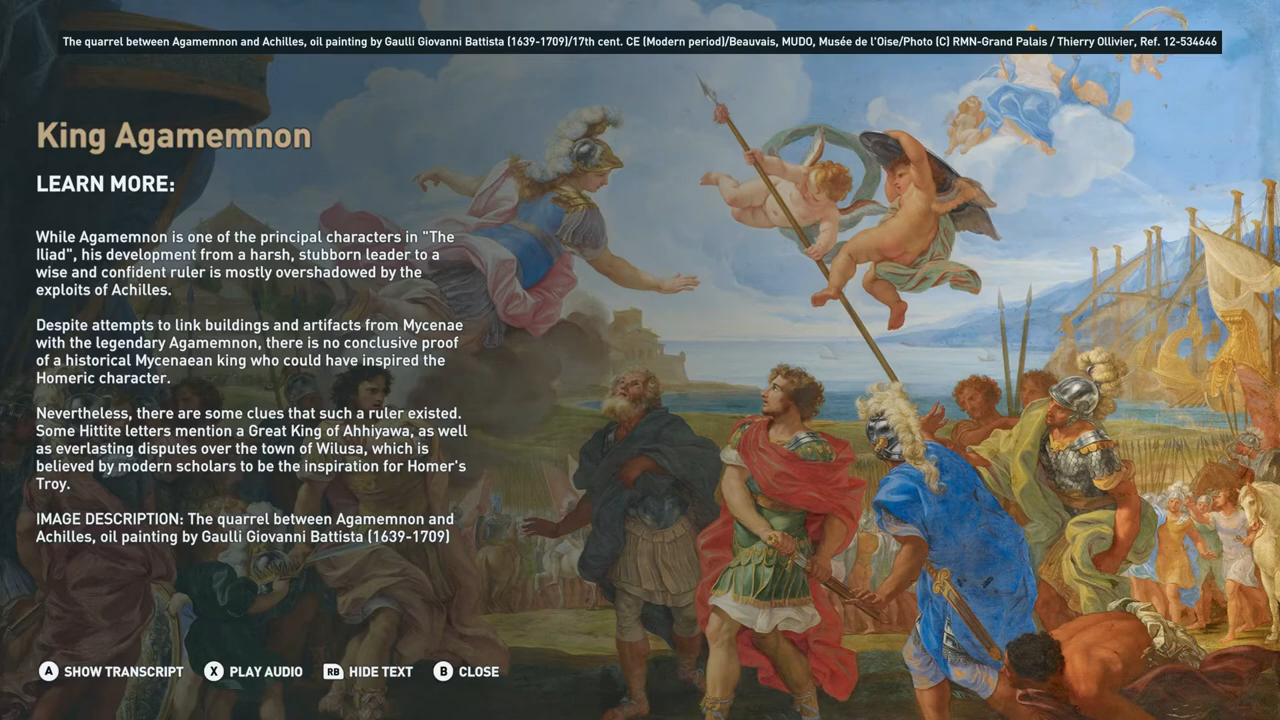 The quarrel between Agamemnon and Achilles, oil painting by Gaulli Giovanni Battista (1639-1709)/17th cent. CE (Modern period)/Beauvais, MUDO, Musée de l'Oise/Photo (C) RMN-Grand Palais / Thierry Ollivier, Ref. 12-534646
King Agamemnon
LEARN MORE:
While Agamemnon is one of the principal characters in "The
Iliad", his development from a harsh, stubborn leader to a
wise and confident ruler is mostly overshadowed by the
exploits of Achilles.
Despite attempts to link buildings and artifacts from Mycenae
with the legendary Agamemnon, there is no conclusive proof
of a historical Mycenaean king who could have inspired the
Homeric character.
Nevertheless, there are some clues that such a ruler existed.
Some Hittite letters mention a Great King of Ahhiyawa, as well
as everlasting disputes over the town of Wilusa, which is
believed by modern scholars to be the inspiration for Homer's
Troy.
IMAGE DESCRIPTION: The quarrel between Agamemnon and
Achilles, oil painting by Gaulli Giovanni Battista (1639-1709)
A SHOW TRANSCRIPT X PLAY AUDIO RB HIDE TEXT B CLOSE